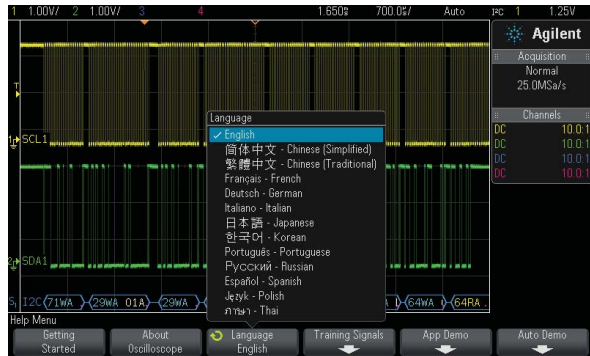 1 1.00V/ 2 1.00V/ 3 4 1.650s 700.0s/ Auto I²C 1 1.25V
Agilent
Acquisition
Normal
25.0MSa/s
Channels
DC 10.0:1
DC 10.0:1
DC 10.0:1
DC 10.0:1
T
SCL1
SDA1
Language
English
简体中文 - Chinese (Simplified)
繁體中文 - Chinese (Traditional)
Français - French
Deutsch - German
Italiano - Italian
日本語 - Japanese
한국어 - Korean
Português - Portuguese
Русский - Russian
Español - Spanish
Język - Polish
ภาษา - Thai
S₁ I2C 71WA 29WA 01A 29WA 64WA 64RA
Help Menu
Getting Started
About Oscilloscope
Language English
Training Signals
App Demo
Auto Demo